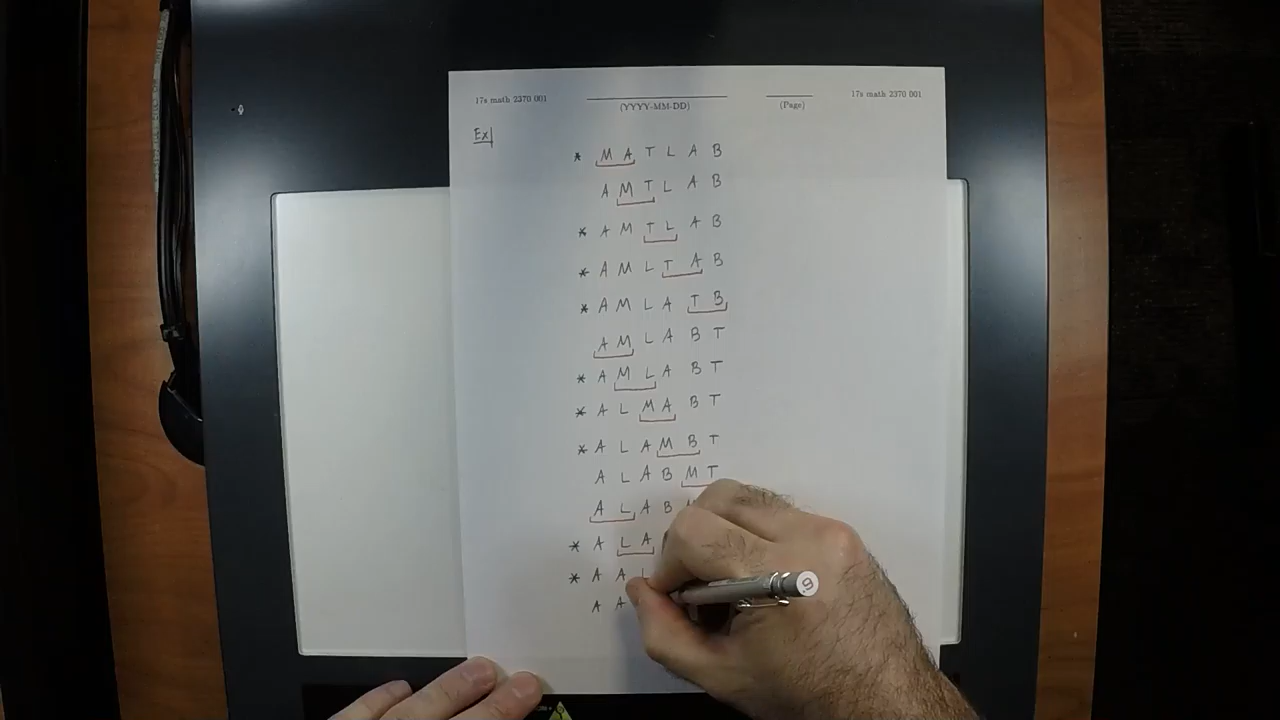 17s math 2370 001 (YYYY-MM-DD) (Page) 17s math 2370 001
Ex
* M A T L A B
A M T L A B
* A M T L A B
* A M L T A B
* A M L A T B
A M L A B T
* A M L A B T
* A L M A B T
* A L A M B T
A L A B M T
A L A B
* A L A
* A A L
A A